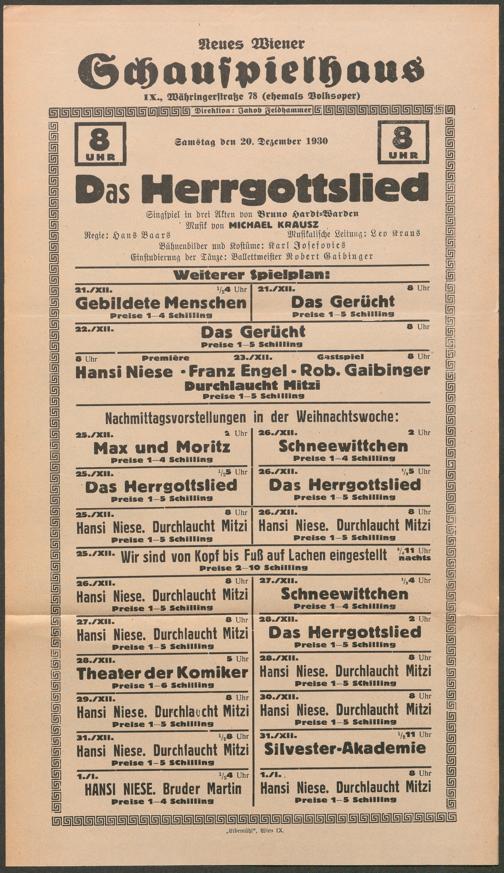 Neues Wiener
Schauspielhaus
IX., Währingerstraße 78 (ehemals Volksoper)
Direktion: Jakob Feldhammer
8 UHR
Samstag den 20. Dezember 1930
8 UHR
Das Herrgottslied
Singspiel in drei Akten von Bruno Hardt-Warden
Musik von MICHAEL KRAUSZ
Regie: Hans Baars Musikalische Leitung: Leo Kraus
Bühnenbilder und Kostüme: Karl Josefovics
Einstudierung der Tänze: Ballettmeister Robert Gaibinger
Weiterer Spielplan:
21./XII. ½4 Uhr
Gebildete Menschen
Preise 1–4 Schilling
21./XII. 8 Uhr
Das Gerücht
Preise 1–5 Schilling
22./XII. 8 Uhr
Das Gerücht
Preise 1–5 Schilling
8 Uhr Première 23./XII. Gastspiel 8 Uhr
Hansi Niese · Franz Engel · Rob. Gaibinger
Durchlaucht Mitzi
Preise 1–5 Schilling
Nachmittagsvorstellungen in der Weihnachtswoche:
25./XII. 2 Uhr
Max und Moritz
Preise 1–4 Schilling
26./XII. 2 Uhr
Schneewittchen
Preise 1–4 Schilling
25./XII. ½5 Uhr
Das Herrgottslied
Preise 1–5 Schilling
26./XII. ½5 Uhr
Das Herrgottslied
Preise 1–5 Schilling
25./XII. 8 Uhr
Hansi Niese. Durchlaucht Mitzi
Preise 1–5 Schilling
26./XII. 8 Uhr
Hansi Niese. Durchlaucht Mitzi
Preise 1–5 Schilling
25./XII. Wir sind von Kopf bis Fuß auf Lachen eingestellt ½11 Uhr nachts
Preise 2–10 Schilling
26./XII. 8 Uhr
Hansi Niese. Durchlaucht Mitzi
Preise 1–5 Schilling
27./XII. ½4 Uhr
Schneewittchen
Preise 1–4 Schilling
27./XII. 8 Uhr
Hansi Niese. Durchlaucht Mitzi
Preise 1–5 Schilling
28./XII. 2 Uhr
Das Herrgottslied
Preise 1–5 Schilling
28./XII. 5 Uhr
Theater der Komiker
Preise 1–6 Schilling
28./XII. 8 Uhr
Hansi Niese. Durchlaucht Mitzi
Preise 1–5 Schilling
29./XII. 8 Uhr
Hansi Niese. Durchlaucht Mitzi
Preise 1–5 Schilling
30./XII. 8 Uhr
Hansi Niese. Durchlaucht Mitzi
Preise 1–5 Schilling
31./XII. ½8 Uhr
Hansi Niese. Durchlaucht Mitzi
Preise 1–5 Schilling
31./XII. ½11 Uhr
Silvester-Akademie
1./I. ½4 Uhr
HANSI NIESE. Bruder Martin
Preise 1–4 Schilling
1./I. 8 Uhr
Hansi Niese. Durchlaucht Mitzi
Preise 1–5 Schilling
Wien IX.